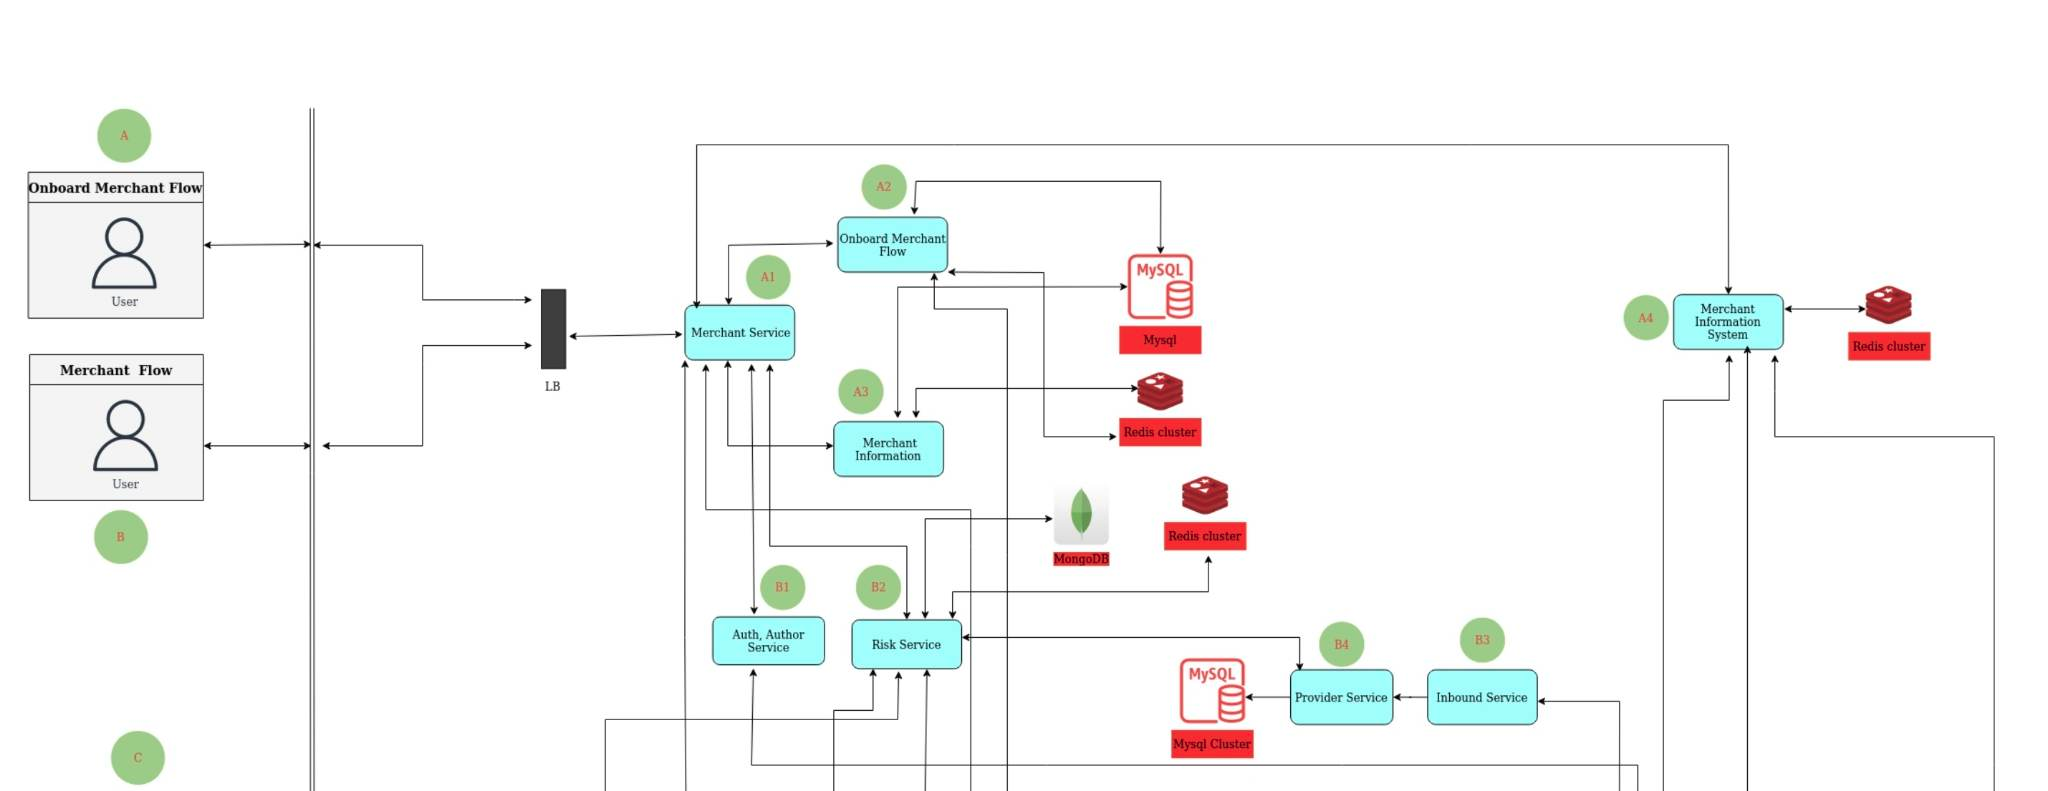 A
Onboard Merchant Flow
User
Merchant  Flow
User
B
C
LB
A1
Merchant Service
A2
Onboard Merchant
Flow
A3
Merchant
Information
MySQL
Mysql
Redis cluster
MongoDB
Redis cluster
B1
Auth, Author
Service
B2
Risk Service
MySQL
Mysql Cluster
B4
Provider Service
B3
Inbound Service
A4
Merchant
Information
System
Redis cluster